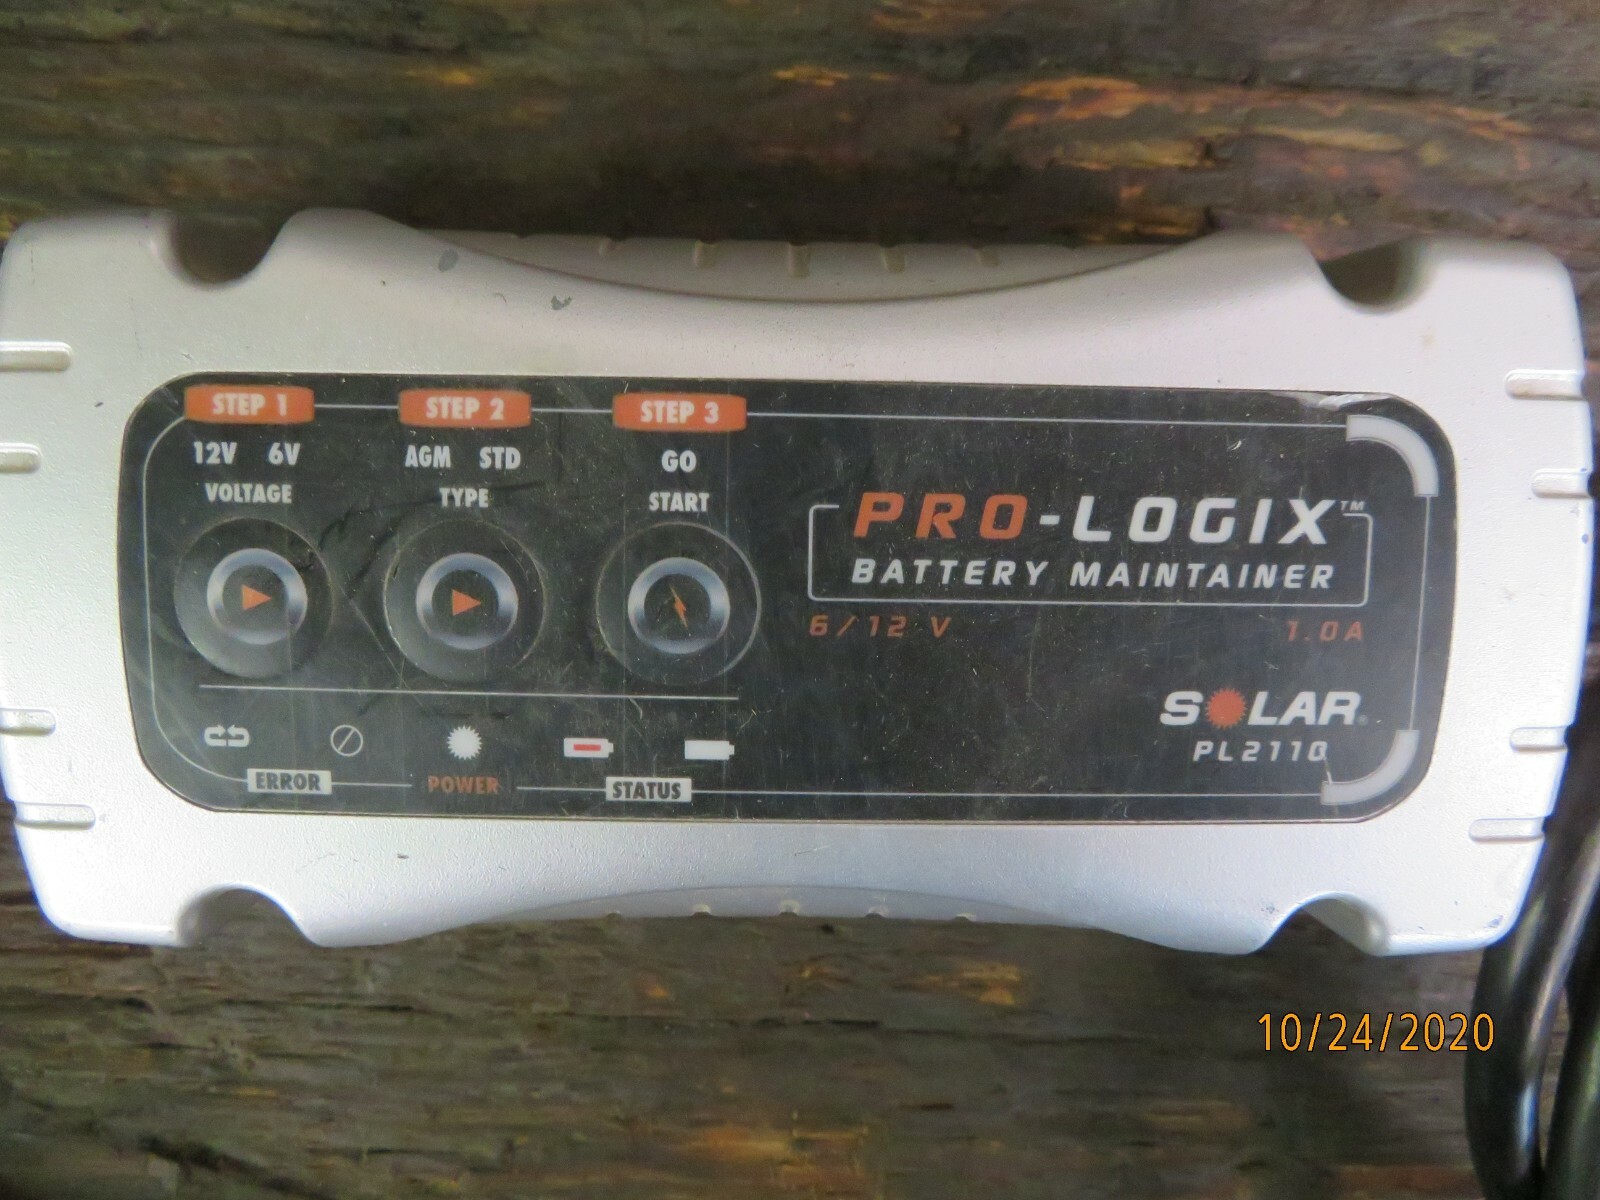 STEP 1
STEP 2
STEP 3
12V 6V
AGM STD
GO
VOLTAGE
TYPE
START
PRO-LOGIX™
BATTERY MAINTAINER
6/12 V 1.0A
SOLAR®
PL2110
ERROR
POWER
STATUS
10/24/2020